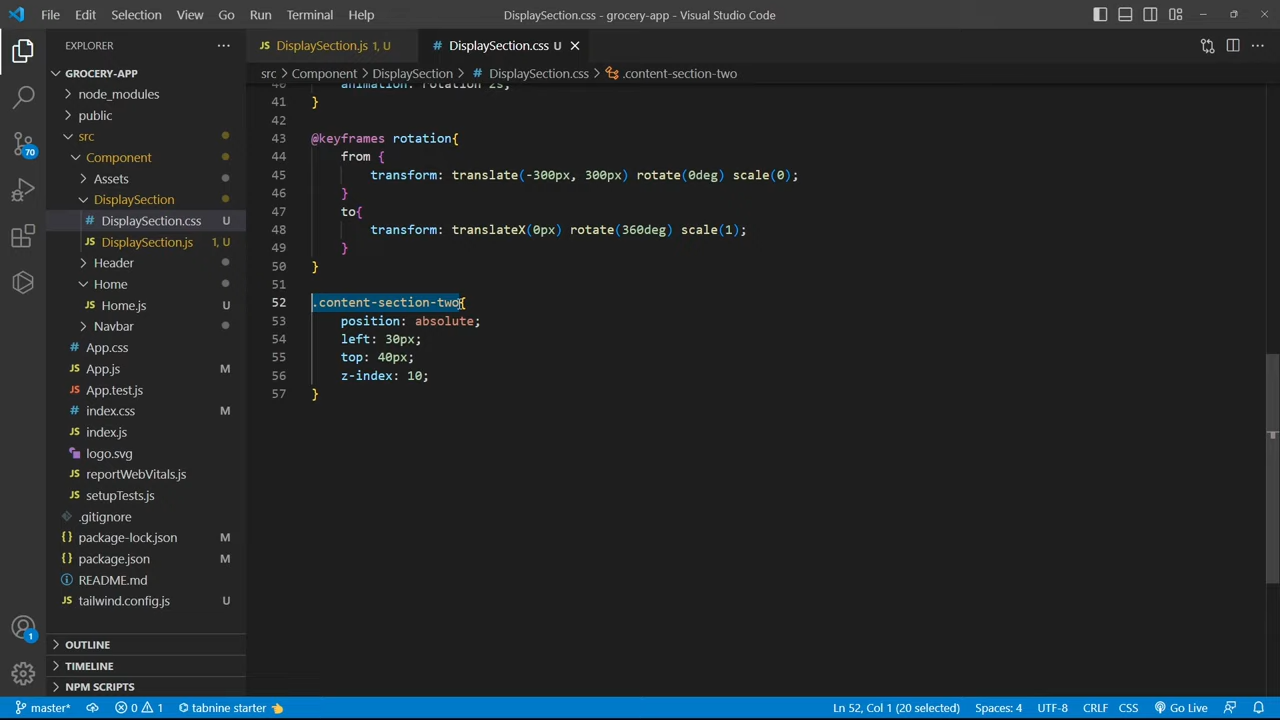 File Edit Selection View Go Run Terminal Help
DisplaySection.css - grocery-app - Visual Studio Code
EXPLORER
DisplaySection.js 1, U
DisplaySection.css U
src > Component > DisplaySection > DisplaySection.css > .content-section-two
GROCERY-APP
node_modules
public
src
Component
Assets
DisplaySection
DisplaySection.css U
DisplaySection.js 1, U
Header
Home
Home.js U
Navbar
App.css
App.js M
App.test.js
index.css M
index.js
logo.svg
reportWebVitals.js
setupTests.js
.gitignore
package-lock.json M
package.json M
README.md
tailwind.config.js U
OUTLINE
TIMELINE
NPM SCRIPTS
70
1
40 animation: rotation 2s;
41 }
42
43 @keyframes rotation{
44 from {
45 transform: translate(-300px, 300px) rotate(0deg) scale(0);
46 }
47 to{
48 transform: translateX(0px) rotate(360deg) scale(1);
49 }
50 }
51
52 .content-section-two{
53 position: absolute;
54 left: 30px;
55 top: 40px;
56 z-index: 10;
57 }
master* 0 1 tabnine starter Ln 52, Col 1 (20 selected) Spaces: 4 UTF-8 CRLF CSS Go Live